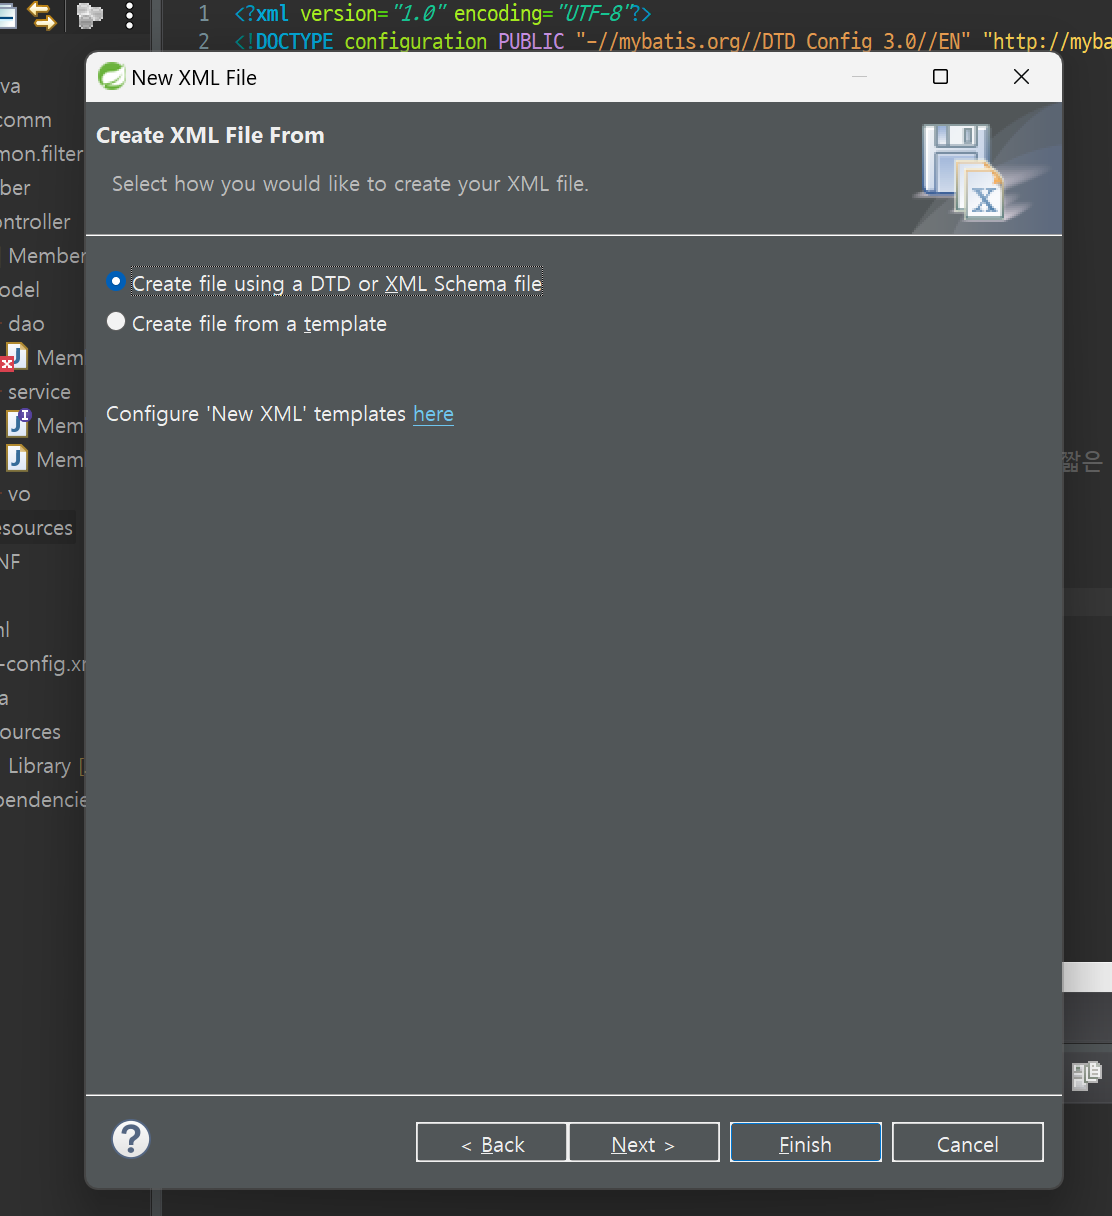 1 <?xml version="1.0" encoding="UTF-8"?>
2 <!DOCTYPE configuration PUBLIC "-//mybatis.org//DTD Config 3.0//EN" "http://myba
New XML File
Create XML File From
Select how you would like to create your XML file.
Create file using a DTD or XML Schema file
Create file from a template
Configure 'New XML' templates here
< Back
Next >
Finish
Cancel
va
comm
mon.filter
ber
ontroller
Member
odel
dao
Mem
service
Mem
Mem
vo
esources
NF
ml
-config.xm
a
ources
Library [.
pendencie
짧은